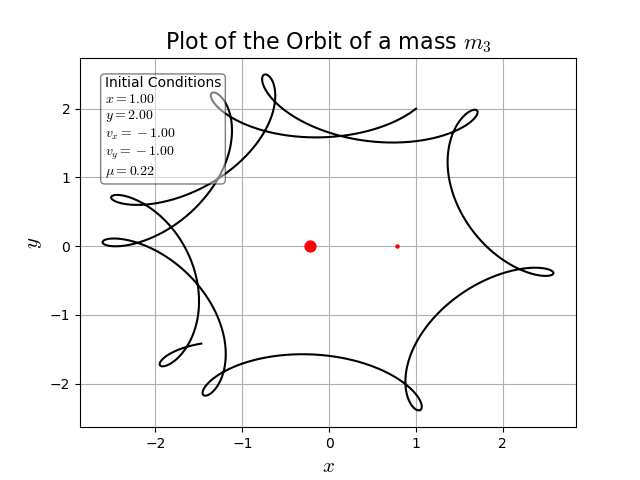 Plot of the Orbit of a mass m₃
Initial Conditions
x = 1.00
y = 2.00
vₓ = −1.00
v_y = −1.00
μ = 0.22
2
1
0
−1
−2
y
−2
−1
0
1
2
x